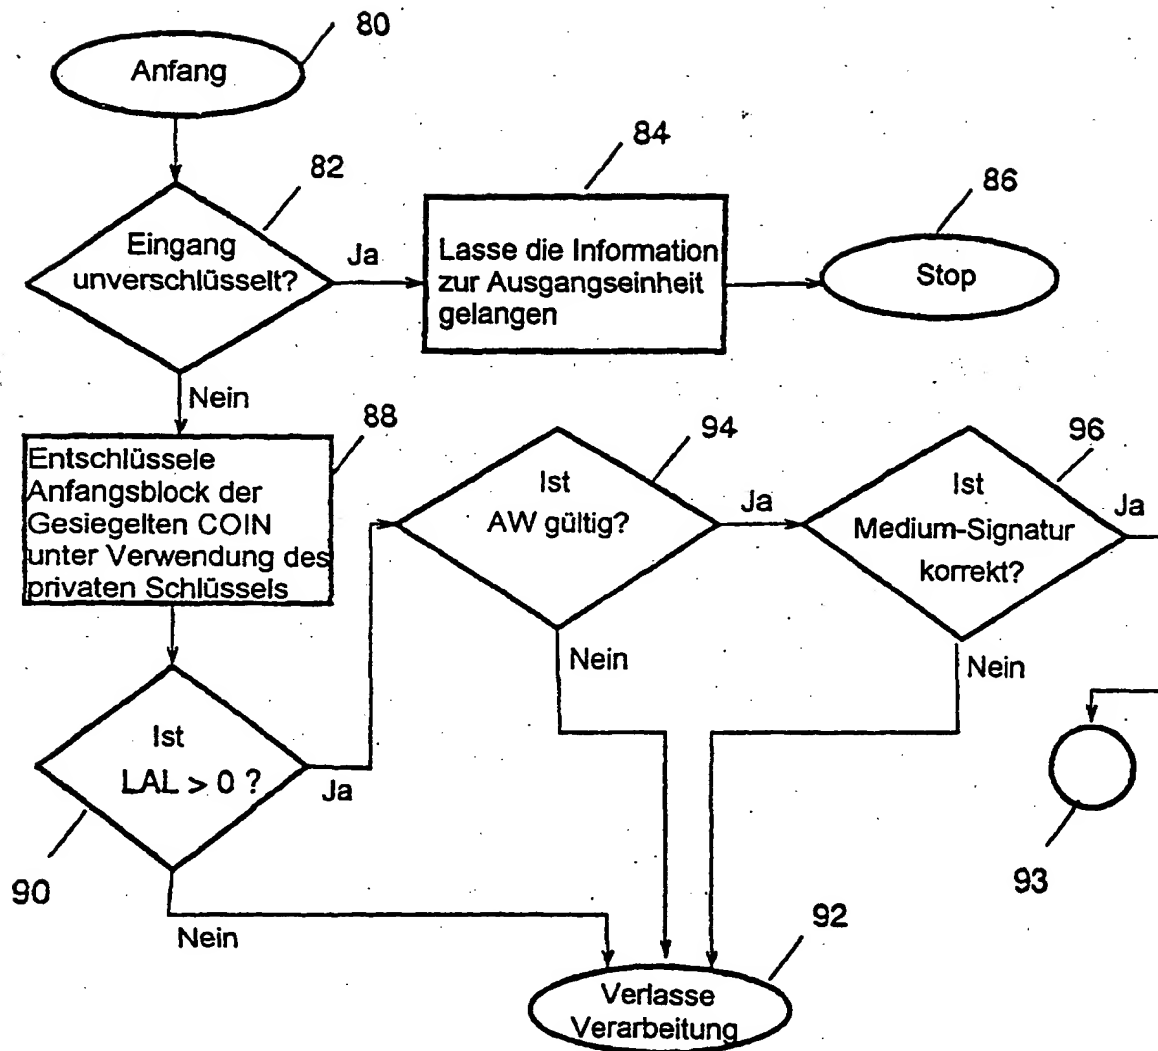 80
Anfang
82
84
86
Eingang
unverschlüsselt?
Ja
Lasse die Information
zur Ausgangseinheit
gelangen
Stop
Nein
88
94
96
Entschlüssele
Anfangsblock der
Gesiegelten COIN
unter Verwendung des
privaten Schlüssels
Ist
AW gültig?
Ja
Ist
Medium-Signatur
korrekt?
Ja
Nein
Nein
Ist
LAL > 0 ?
Ja
90
93
Nein
92
Verlasse
Verarbeitung